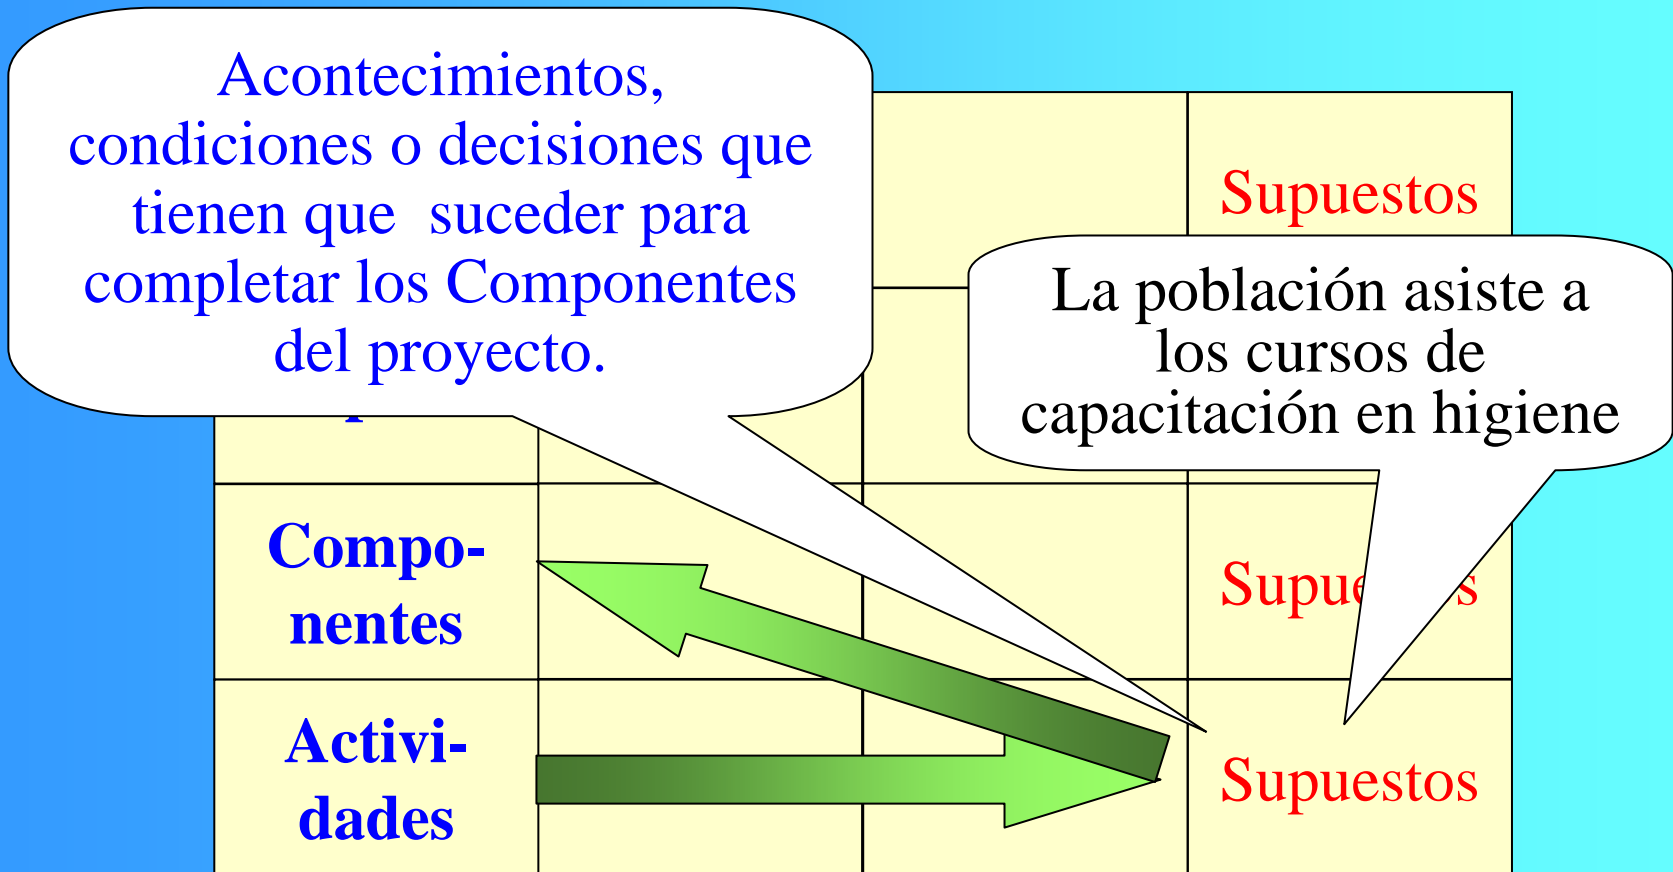 Acontecimientos,
condiciones o decisiones que
tienen que suceder para
completar los Componentes
del proyecto.
Supuestos
La población asiste a
los cursos de
capacitación en higiene
Compo-
nentes
Activi-
dades
Supuestos